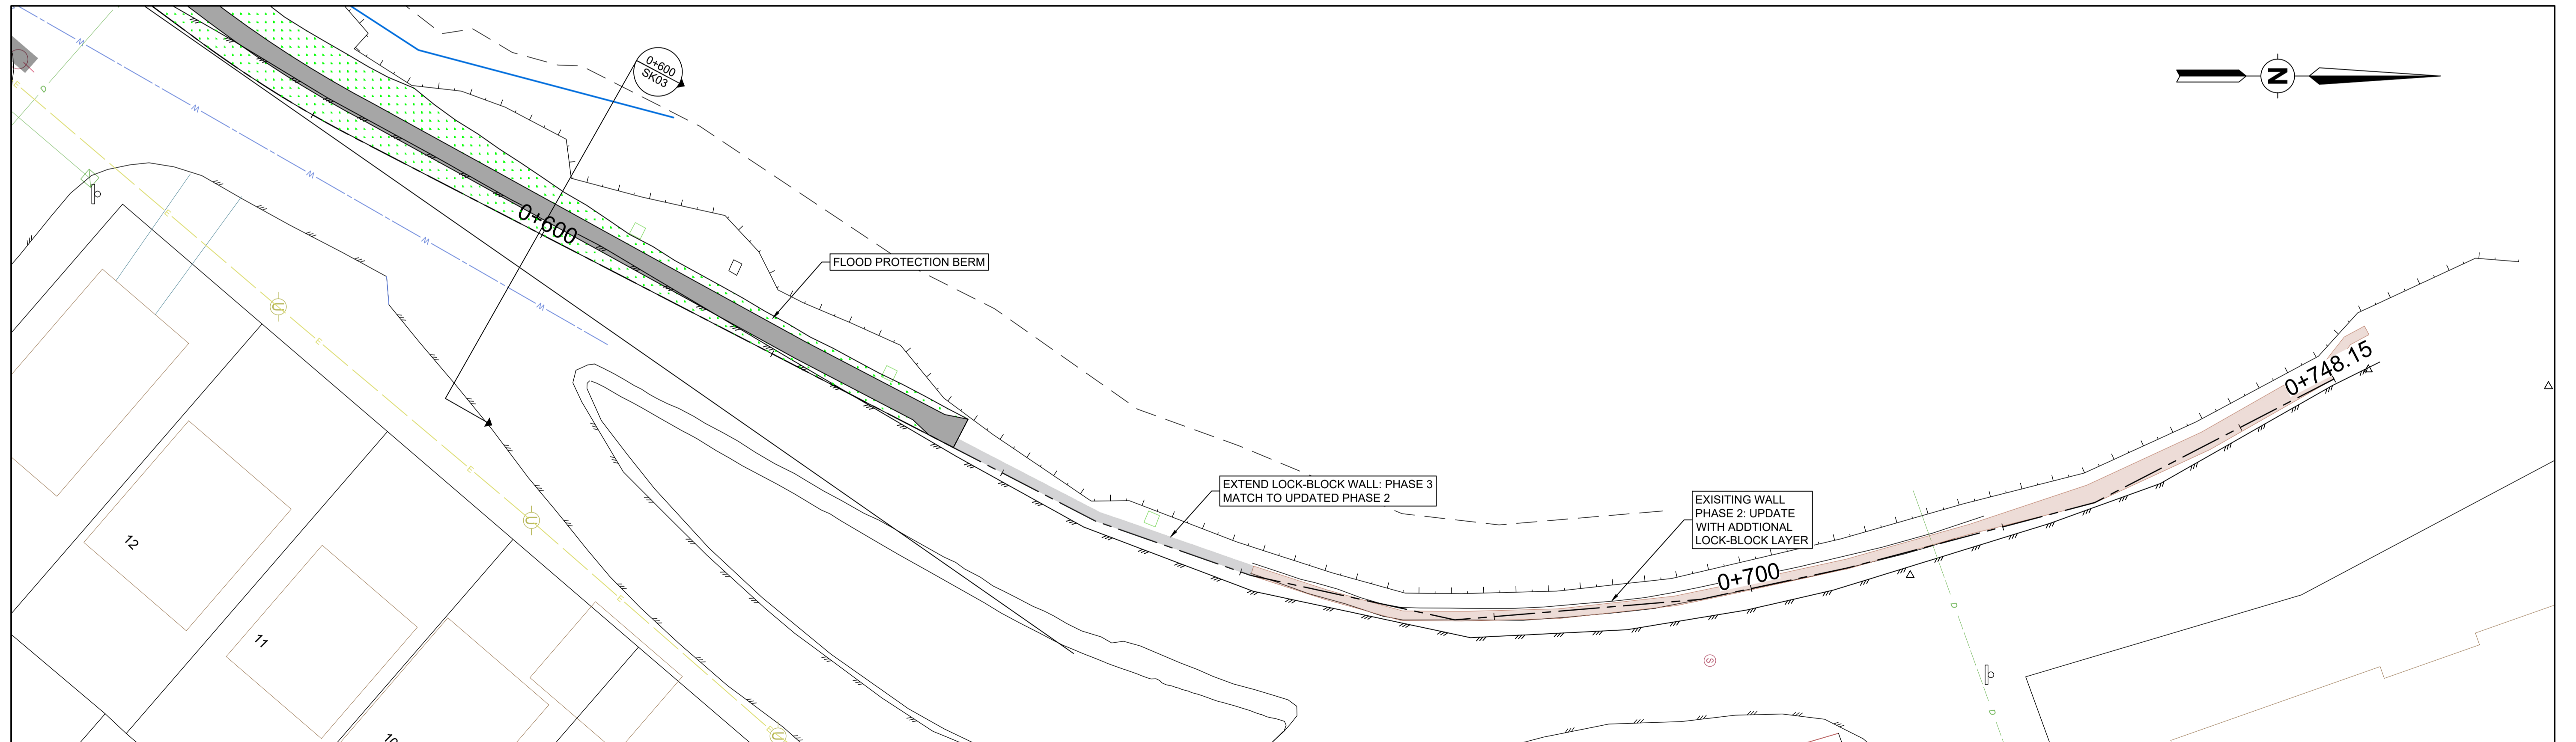 0+600
SK03
N
W
W
W
W
W
E
E
E
E
E
E
D
0+600
FLOOD PROTECTION BERM
U
U
U
EXTEND LOCK-BLOCK WALL: PHASE 3
MATCH TO UPDATED PHASE 2
EXISITING WALL
PHASE 2: UPDATE
WITH ADDTIONAL
LOCK-BLOCK LAYER
0+748.15
0+700
12
11
10
S
D
D